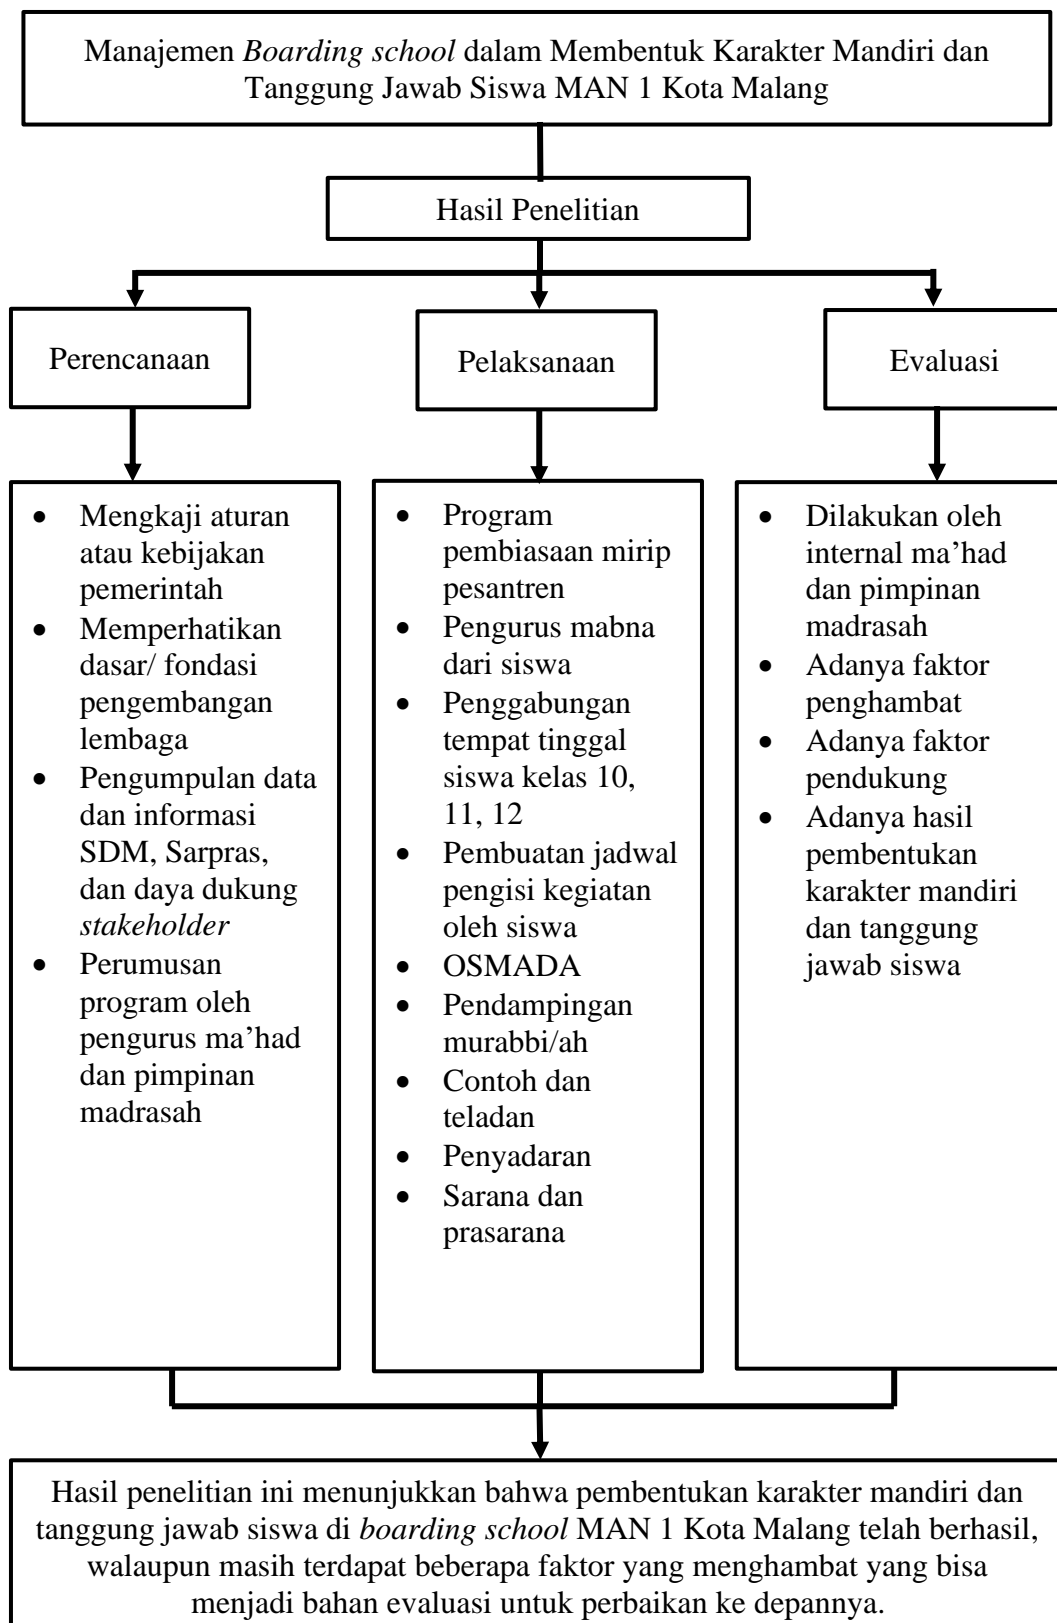 Manajemen Boarding school dalam Membentuk Karakter Mandiri dan
Tanggung Jawab Siswa MAN 1 Kota Malang
Hasil Penelitian
Perencanaan
Pelaksanaan
Evaluasi
• Mengkaji aturan
atau kebijakan
pemerintah
• Memperhatikan
dasar/ fondasi
pengembangan
lembaga
• Pengumpulan data
dan informasi
SDM, Sarpras,
dan daya dukung
stakeholder
• Perumusan
program oleh
pengurus ma’had
dan pimpinan
madrasah
• Program
pembiasaan mirip
pesantren
• Pengurus mabna
dari siswa
• Penggabungan
tempat tinggal
siswa kelas 10,
11, 12
• Pembuatan jadwal
pengisi kegiatan
oleh siswa
• OSMADA
• Pendampingan
murabbi/ah
• Contoh dan
teladan
• Penyadaran
• Sarana dan
prasarana
• Dilakukan oleh
internal ma’had
dan pimpinan
madrasah
• Adanya faktor
penghambat
• Adanya faktor
pendukung
• Adanya hasil
pembentukan
karakter mandiri
dan tanggung
jawab siswa
Hasil penelitian ini menunjukkan bahwa pembentukan karakter mandiri dan
tanggung jawab siswa di boarding school MAN 1 Kota Malang telah berhasil,
walaupun masih terdapat beberapa faktor yang menghambat yang bisa
menjadi bahan evaluasi untuk perbaikan ke depannya.